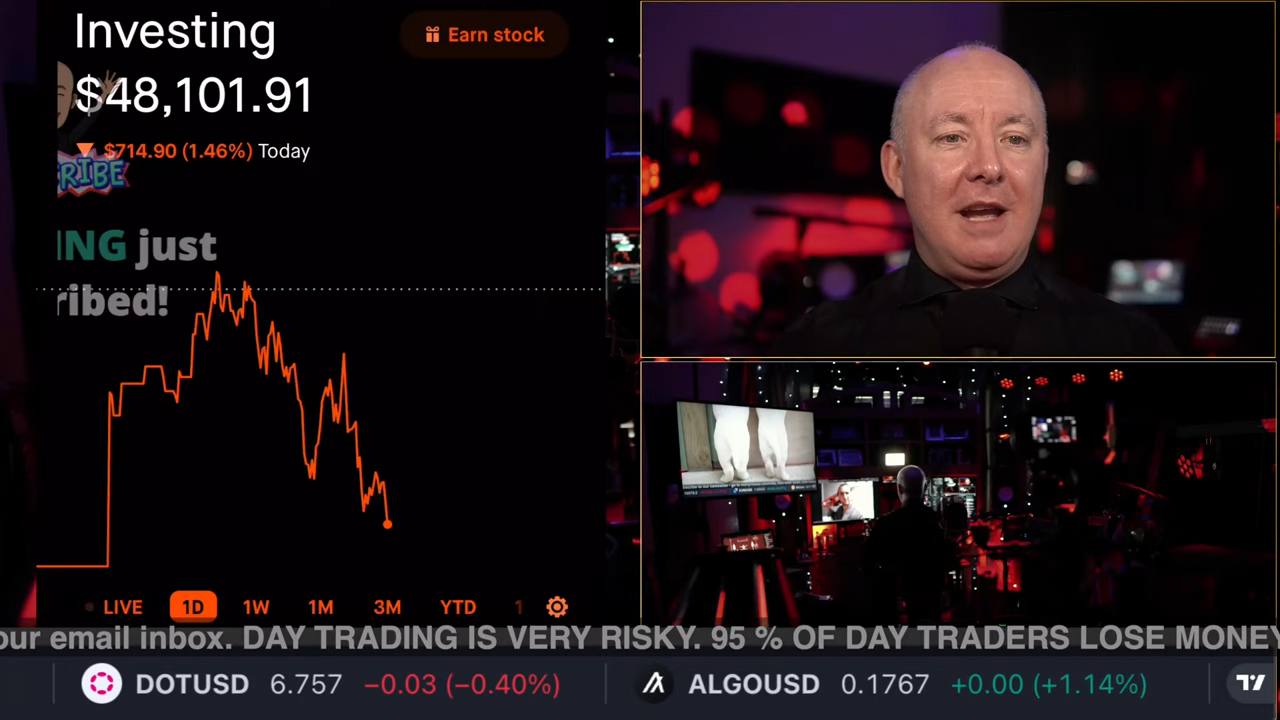 Investing
Earn stock
$48,101.91
$714.90 (1.46%) Today
RIBE
ING just
ribed!
LIVE 1D 1W 1M 3M YTD 1
our email inbox. DAY TRADING IS VERY RISKY. 95 % OF DAY TRADERS LOSE MONEY
DOTUSD 6.757 −0.03 (−0.40%) ALGOUSD 0.1767 +0.00 (+1.14%)